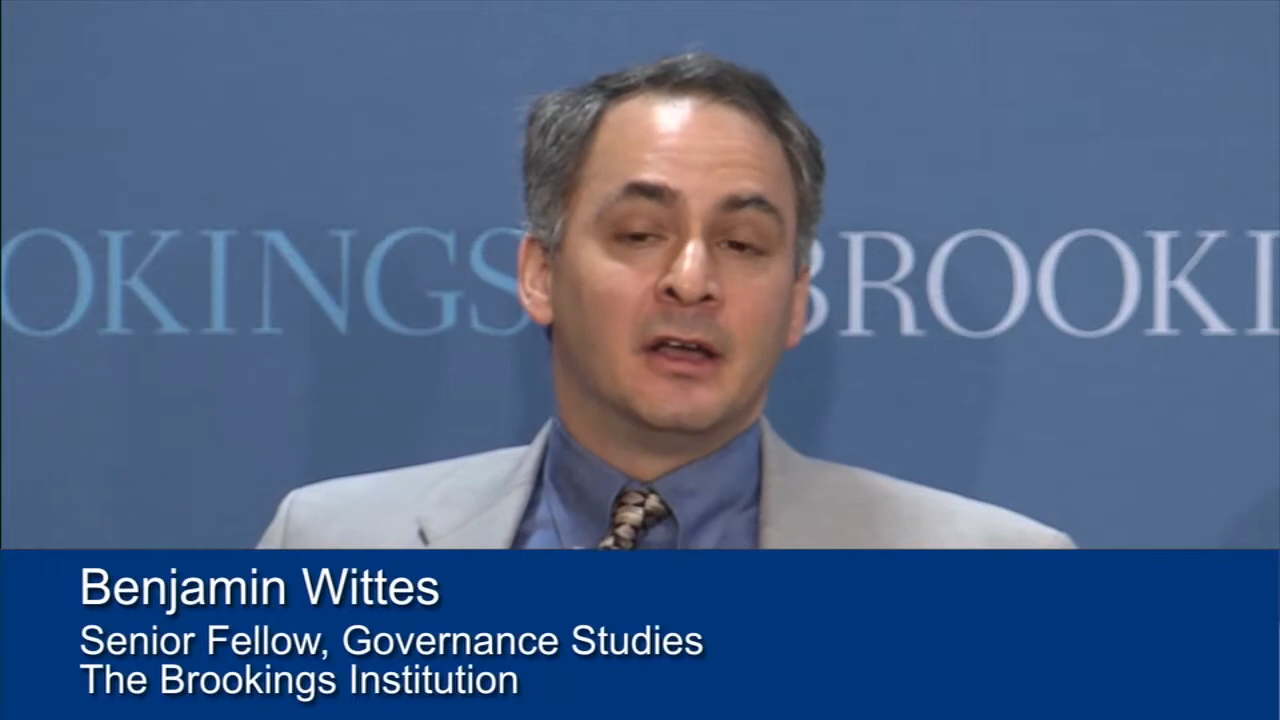 OKINGS BROOKI
Benjamin Wittes
Senior Fellow, Governance Studies
The Brookings Institution